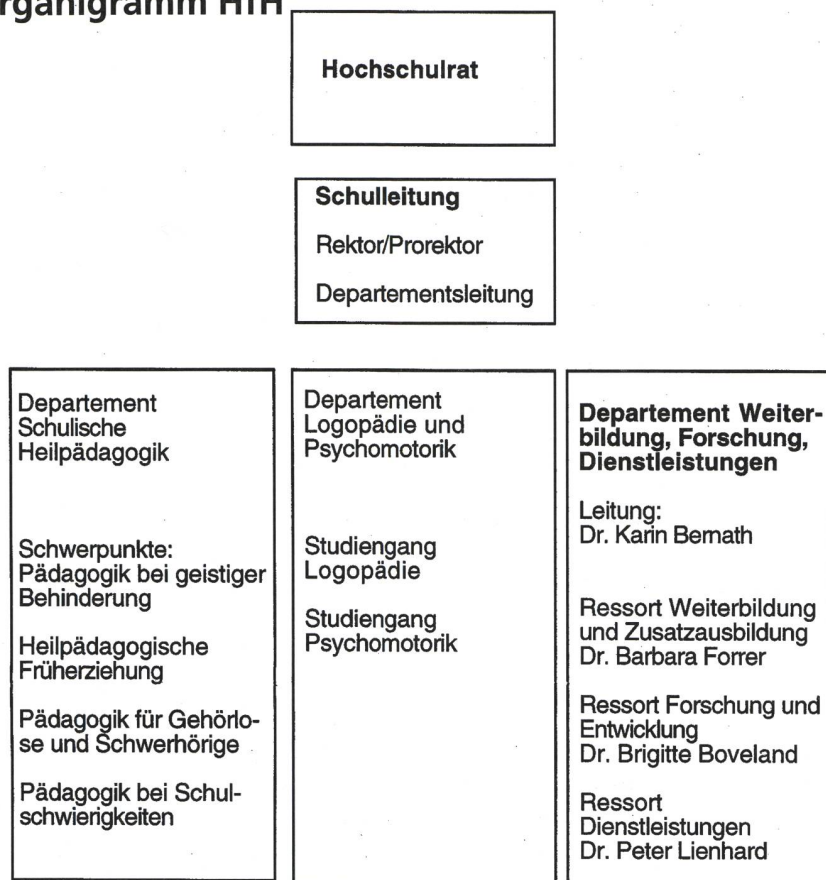 rganigramm HfH
Hochschulrat
Schulleitung
Rektor/Prorektor
Departementsleitung
Departement
Schulische
Heilpädagogik
Schwerpunkte:
Pädagogik bei geistiger
Behinderung
Heilpädagogische
Früherziehung
Pädagogik für Gehörlo-
se und Schwerhörige
Pädagogik bei Schul-
schwierigkeiten
Departement
Logopädie und
Psychomotorik
Studiengang
Logopädie
Studiengang
Psychomotorik
Departement Weiter-
bildung, Forschung,
Dienstleistungen
Leitung:
Dr. Karin Bernath
Ressort Weiterbildung
und Zusatzausbildung
Dr. Barbara Forrer
Ressort Forschung und
Entwicklung
Dr. Brigitte Boveland
Ressort
Dienstleistungen
Dr. Peter Lienhard